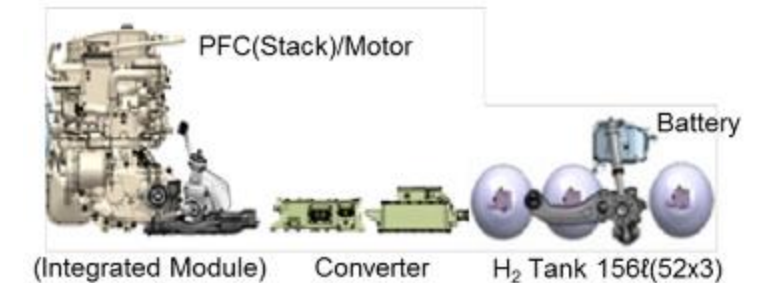 PFC(Stack)/Motor
Battery
(Integrated Module)
Converter
H₂ Tank 156ℓ(52x3)